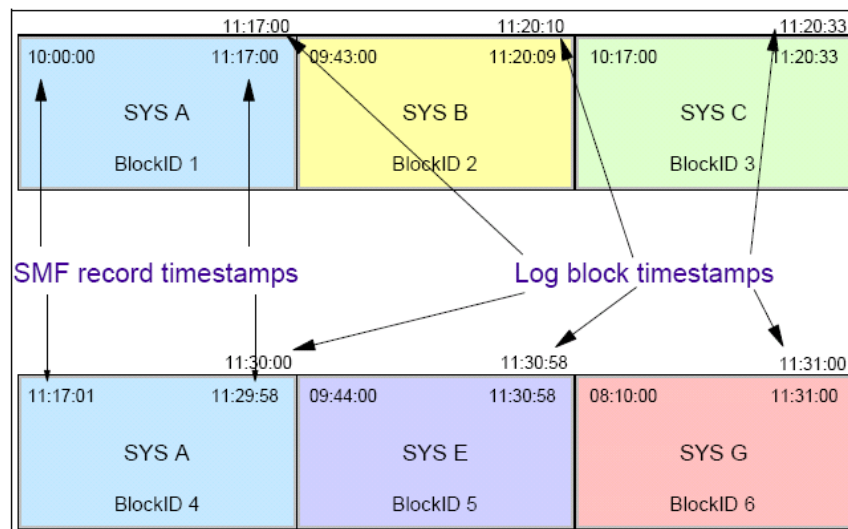 11:17:00 11:20:10 11:20:33
10:00:00 11:17:00 09:43:00 11:20:09 10:17:00 11:20:33
SYS A SYS B SYS C
BlockID 1 BlockID 2 BlockID 3
SMF record timestamps Log block timestamps
11:30:00 11:30:58 11:31:00
11:17:01 11:29:58 09:44:00 11:30:58 08:10:00 11:31:00
SYS A SYS E SYS G
BlockID 4 BlockID 5 BlockID 6